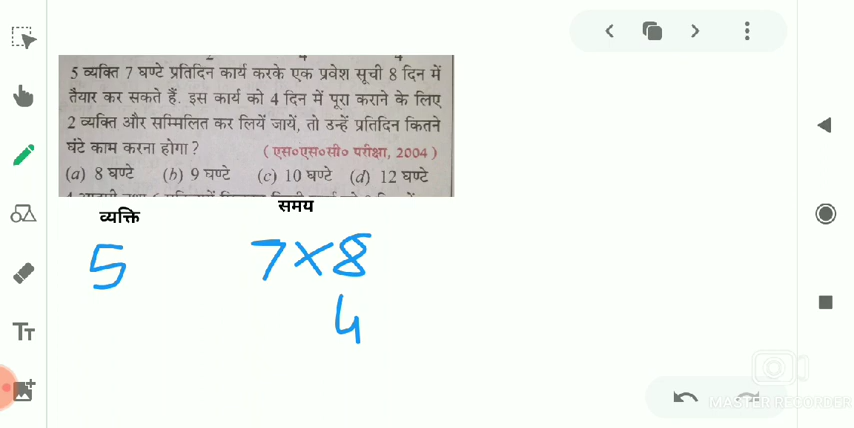 5 व्यक्ति 7 घण्टे प्रतिदिन कार्य करके एक प्रवेश सूची 8 दिन में
तैयार कर सकते हैं. इस कार्य को 4 दिन में पूरा कराने के लिए
2 व्यक्ति और सम्मिलित कर लिये जायें, तो उन्हें प्रतिदिन कितने
घंटे काम करना होगा ?
( एस०एस०सी० परीक्षा, 2004 )
(a) 8 घण्टे (b) 9 घण्टे (c) 10 घण्टे (d) 12 घण्टे
व्यक्ति समय
5 7×8
4
TT
MASTER RECORDER